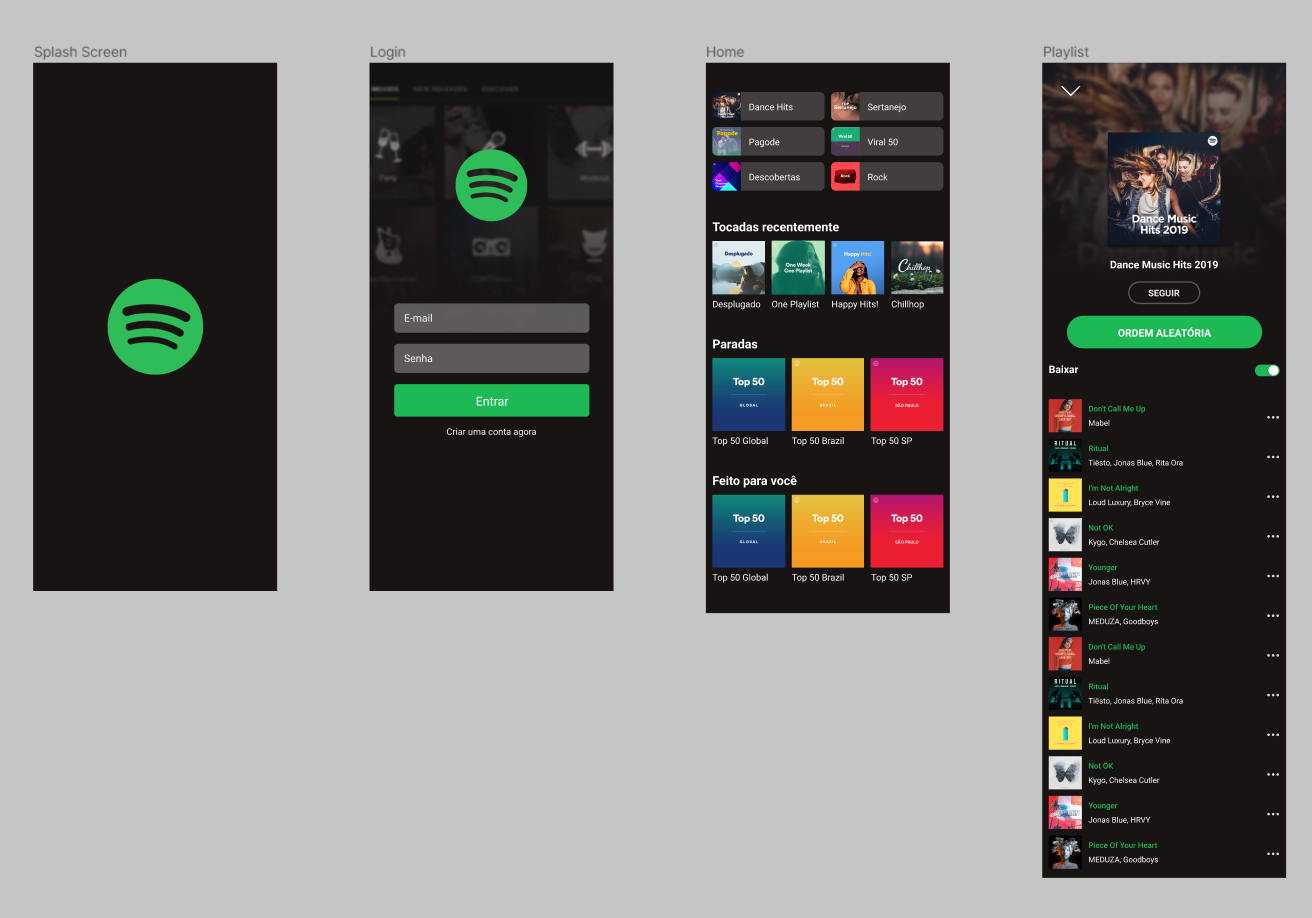 Splash Screen
Login
MOODS NEW RELEASES DISCOVER
Party
Workout
E-mail
Senha
Entrar
Criar uma conta agora
Home
Dance Hits
Sertanejo
Pagode
Pagode
Viral 50
Viral 50
Descobertas
Rock
Rock
Tocadas recentemente
Desplugado
One Week
One Playlist
Happy Hits!
Chillhop
Desplugado
One Playlist
Happy Hits!
Chillhop
Paradas
Top 50
GLOBAL
Top 50
BRAZIL
Top 50
SÃO PAULO
Top 50 Global
Top 50 Brazil
Top 50 SP
Feito para você
Top 50
GLOBAL
Top 50
BRAZIL
Top 50
SÃO PAULO
Top 50 Global
Top 50 Brazil
Top 50 SP
Playlist
Dance Music
Hits 2019
Dance Music Hits 2019
SEGUIR
ORDEM ALEATÓRIA
Baixar
Don't Call Me Up
Mabel
RITUAL
Ritual
Tiësto, Jonas Blue, Rita Ora
I'm Not Alright
Loud Luxury, Bryce Vine
Not OK
Kygo, Chelsea Cutler
Younger
Jonas Blue, HRVY
Piece Of Your Heart
MEDUZA, Goodboys
Don't Call Me Up
Mabel
RITUAL
Ritual
Tiësto, Jonas Blue, Rita Ora
I'm Not Alright
Loud Luxury, Bryce Vine
Not OK
Kygo, Chelsea Cutler
Younger
Jonas Blue, HRVY
Piece Of Your Heart
MEDUZA, Goodboys